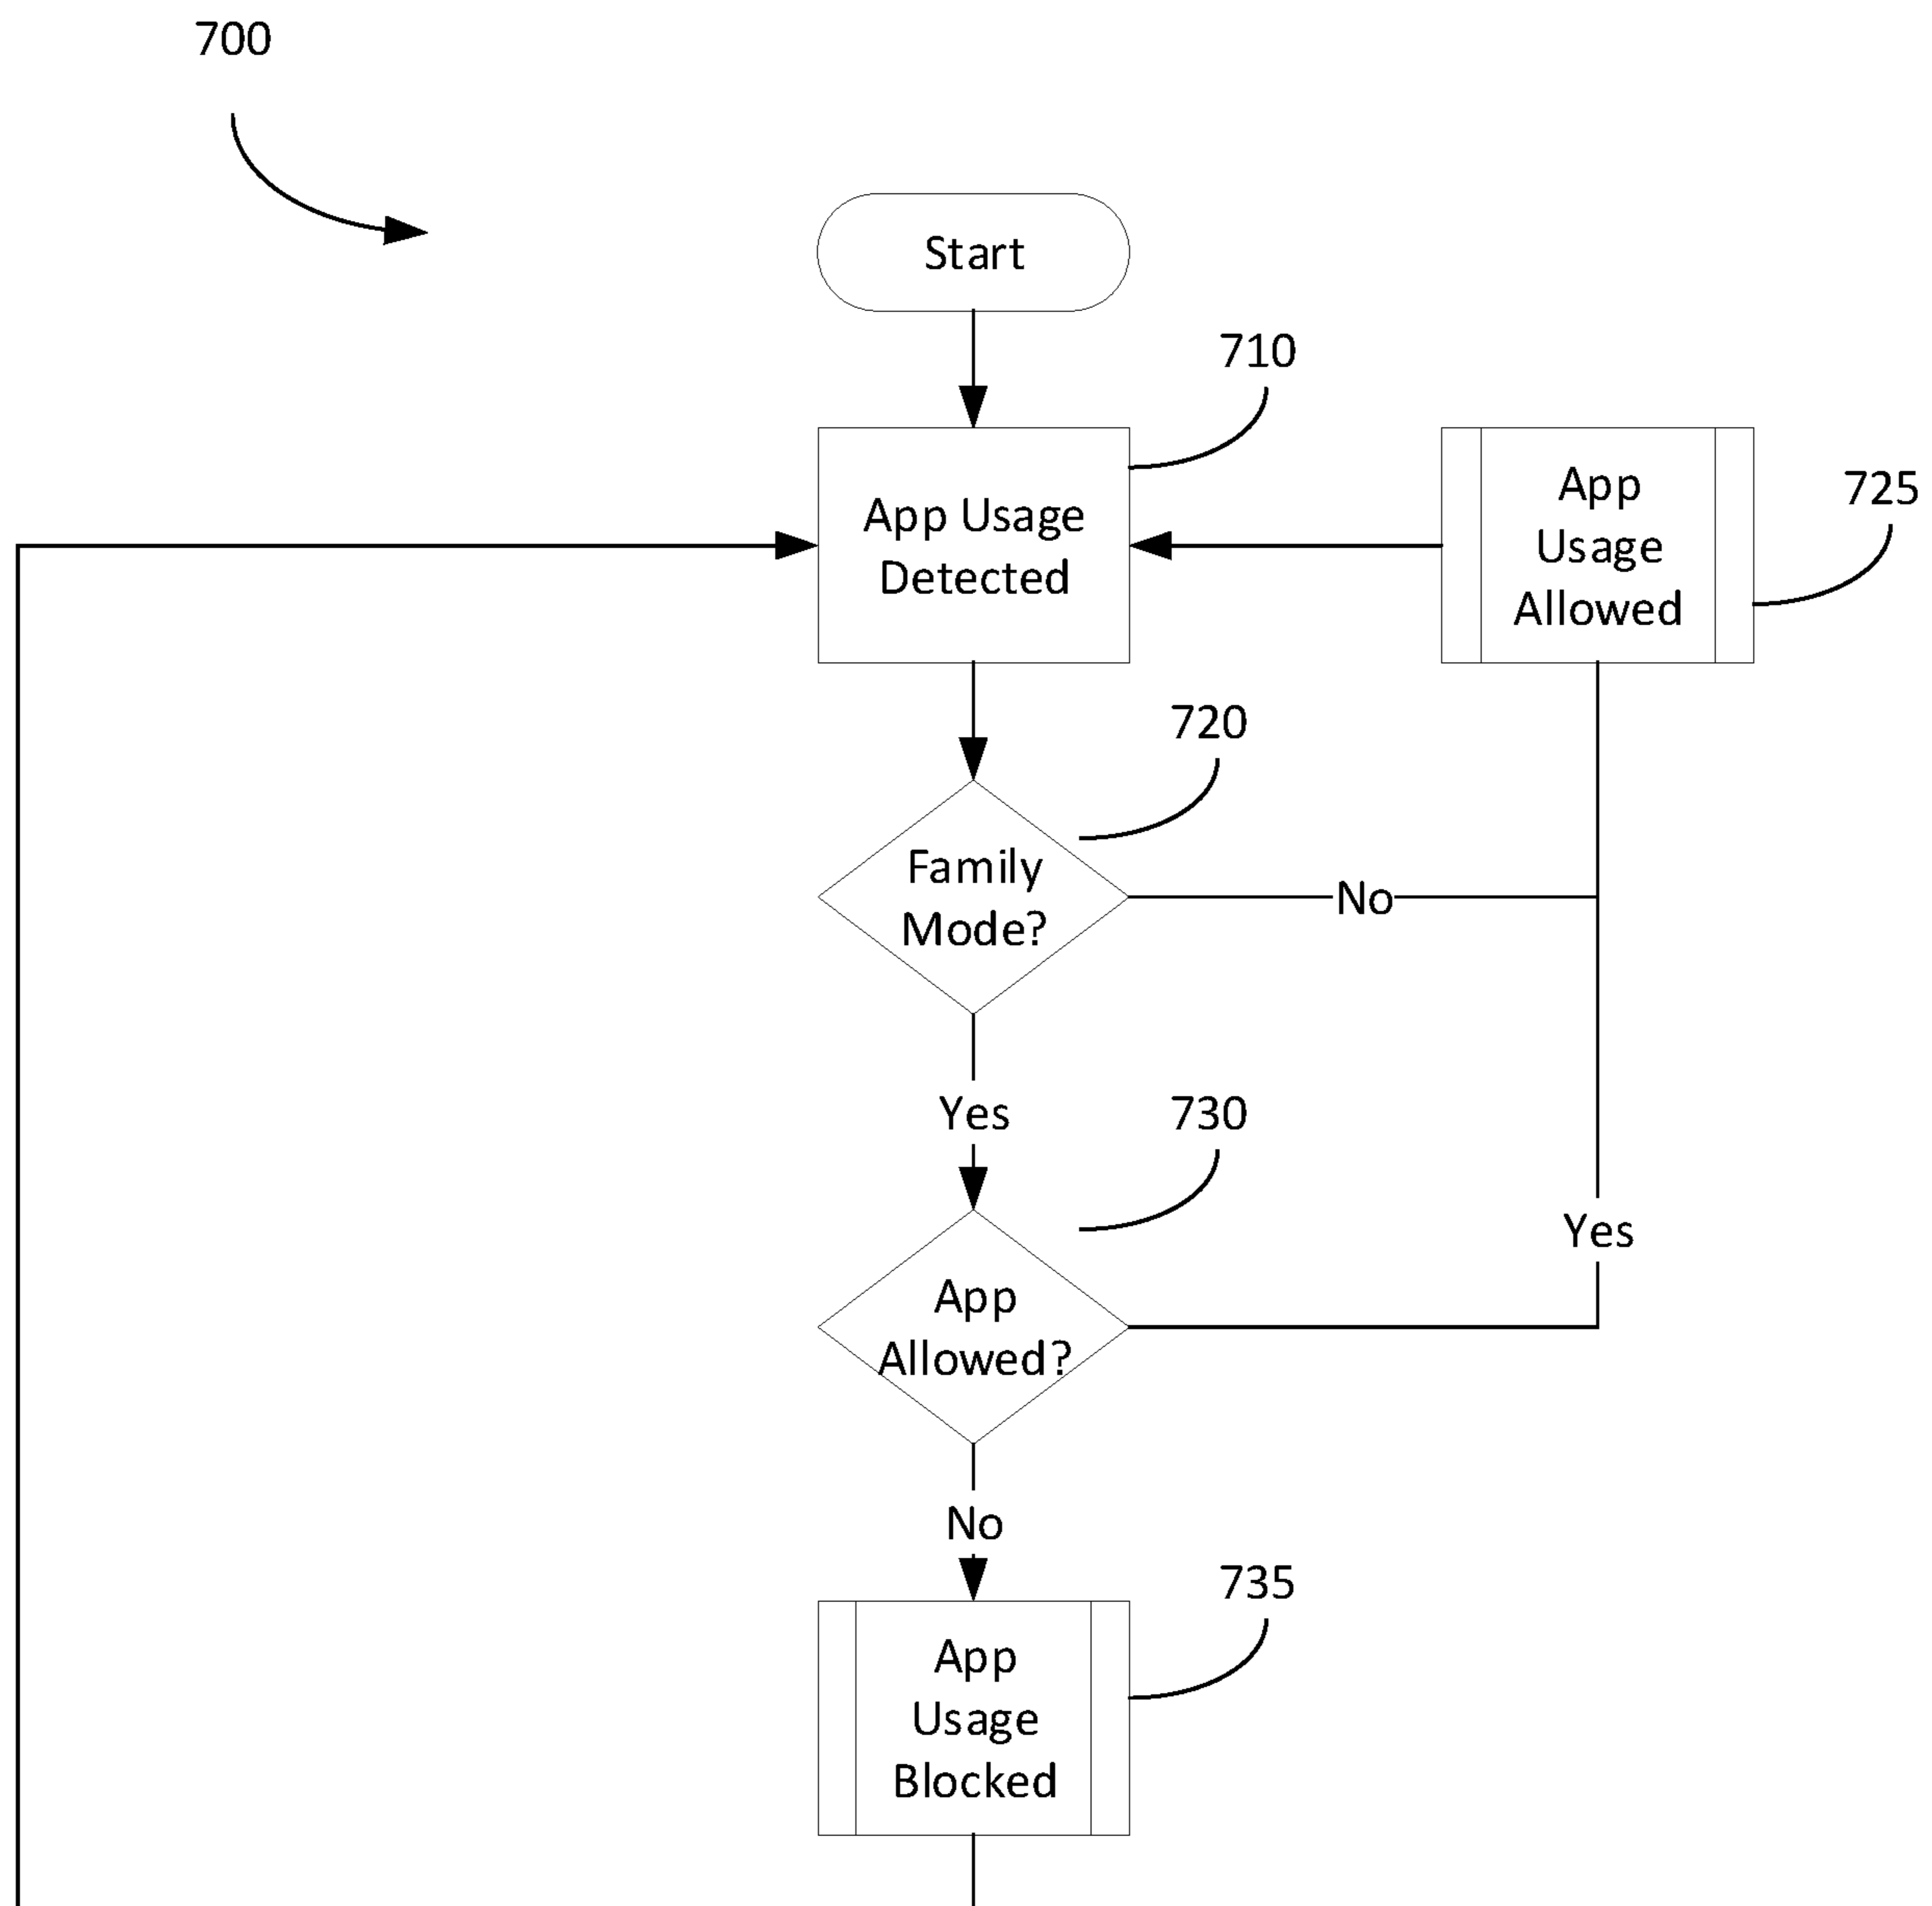 700
Start
710
App Usage
Detected
App
Usage
Allowed
725
720
Family
Mode?
No
Yes
730
Yes
App
Allowed?
No
735
App
Usage
Blocked